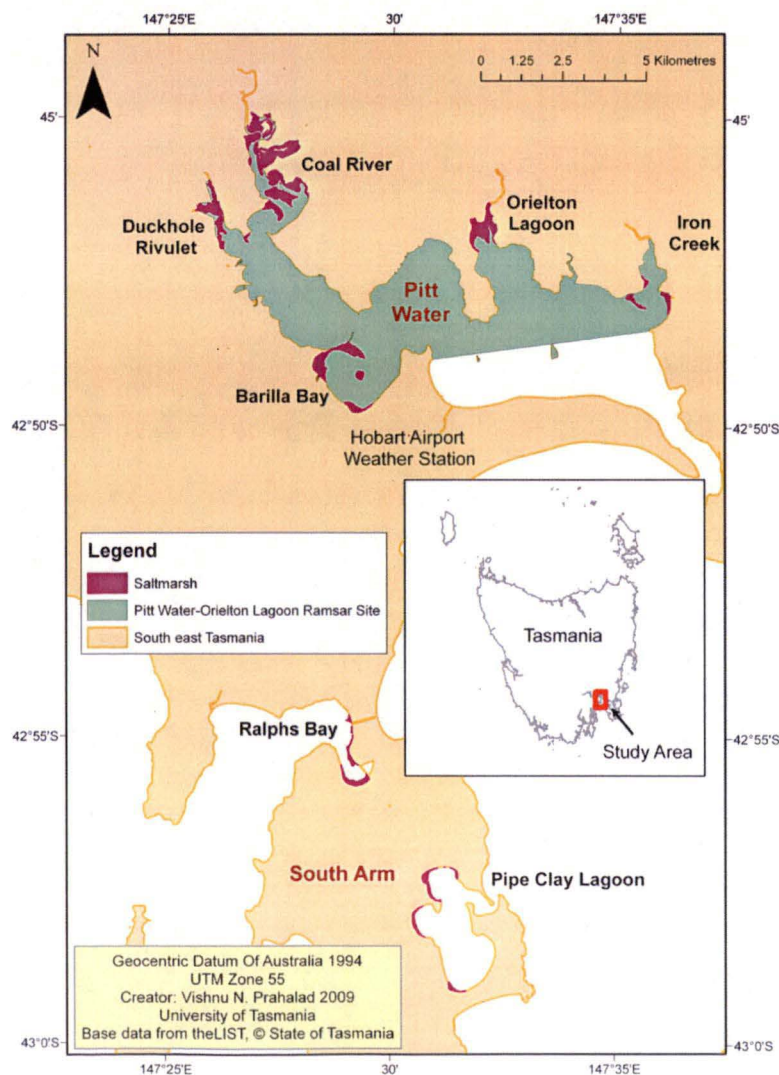 147°25'E
30'
147°35'E
N
0 1.25 2.5 5 Kilometres
45'
45'
Coal River
Orielton
Lagoon
Duckhole
Rivulet
Iron
Creek
Pitt
Water
Barilla Bay
42°50'S
42°50'S
Hobart Airport
Weather Station
Legend
Saltmarsh
Pitt Water-Orielton Lagoon Ramsar Site
South east Tasmania
Tasmania
Study Area
Ralphs Bay
42°55'S
42°55'S
South Arm
Pipe Clay Lagoon
Geocentric Datum Of Australia 1994
UTM Zone 55
Creator: Vishnu N. Prahalad 2009
University of Tasmania
Base data from theLIST, © State of Tasmania
43°0'S
43°0'S
147°25'E
30'
147°35'E